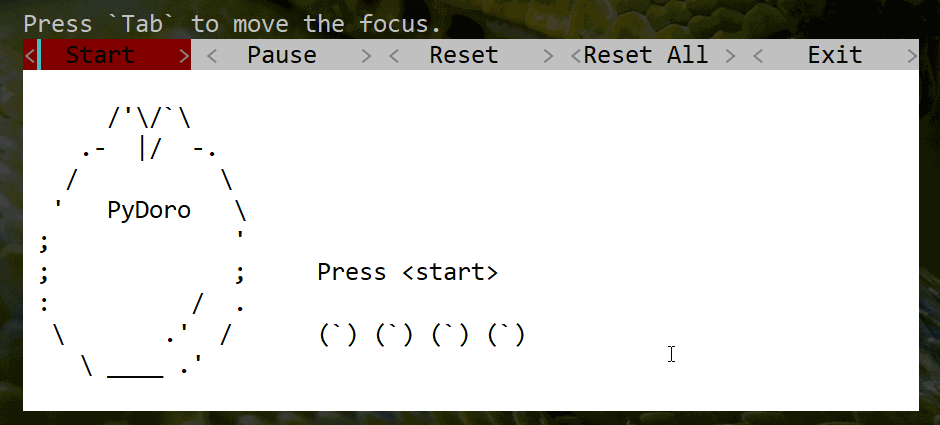 Press `Tab` to move the focus.
<  Start   > <  Pause   > <  Reset   > <Reset All > <   Exit   >
     /'\/`\
   .-  |/  -.
  /          \
 '   PyDoro   \
;             '
;             ;     Press <start>
:          /  .
 \       .'  /      (`) (`) (`) (`)
   \ ____ .'